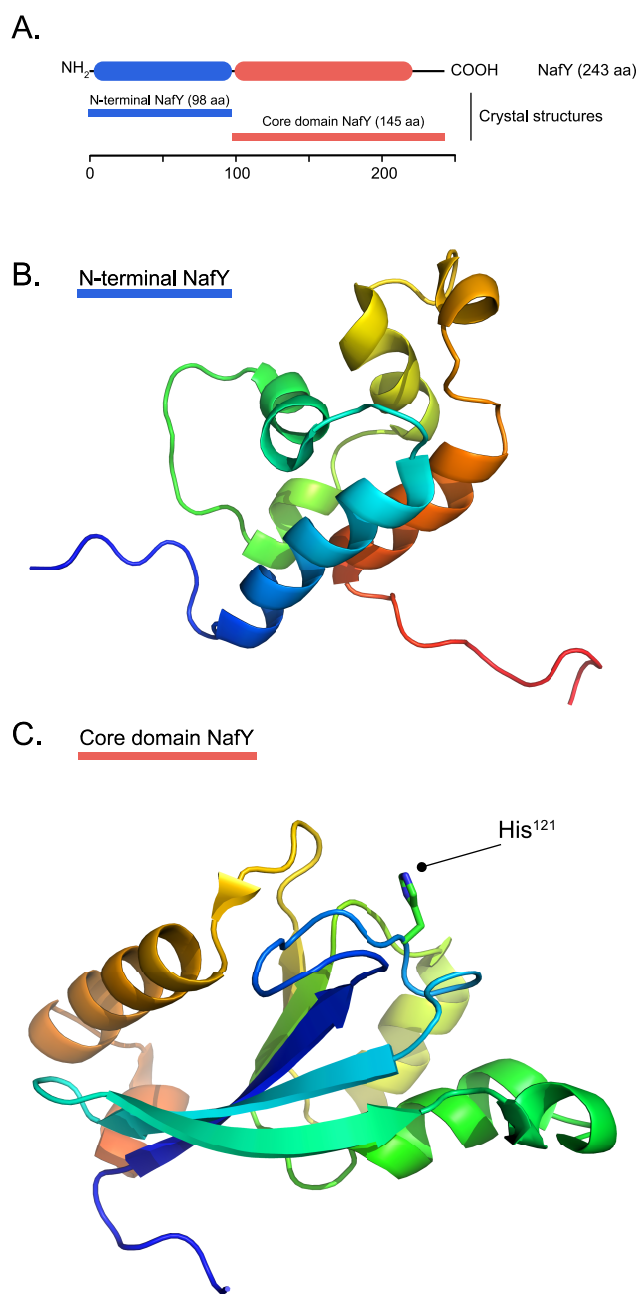 A.
NH2 COOH NafY (243 aa)
N-terminal NafY (98 aa)
Core domain NafY (145 aa)
Crystal structures
0 100 200
B. N-terminal NafY
C. Core domain NafY
His121